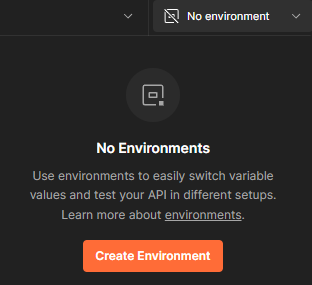 No environment
No Environments
Use environments to easily switch variable
values and test your API in different setups.
Learn more about environments.
Create Environment